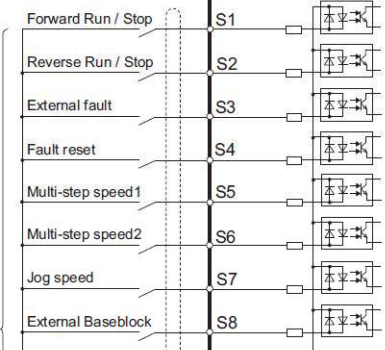 Forward Run / Stop S1
Reverse Run / Stop S2
External fault S3
Fault reset S4
Multi-step speed1 S5
Multi-step speed2 S6
Jog speed S7
External Baseblock S8